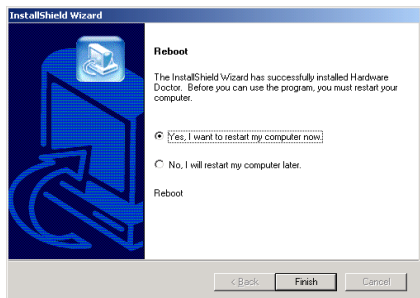 InstallShield Wizard
Reboot
The InstallShield Wizard has successfully installed Hardware
Doctor. Before you can use the program, you must restart your
computer.
Yes, I want to restart my computer now.
No, I will restart my computer later.
Reboot
< Back
Finish
Cancel